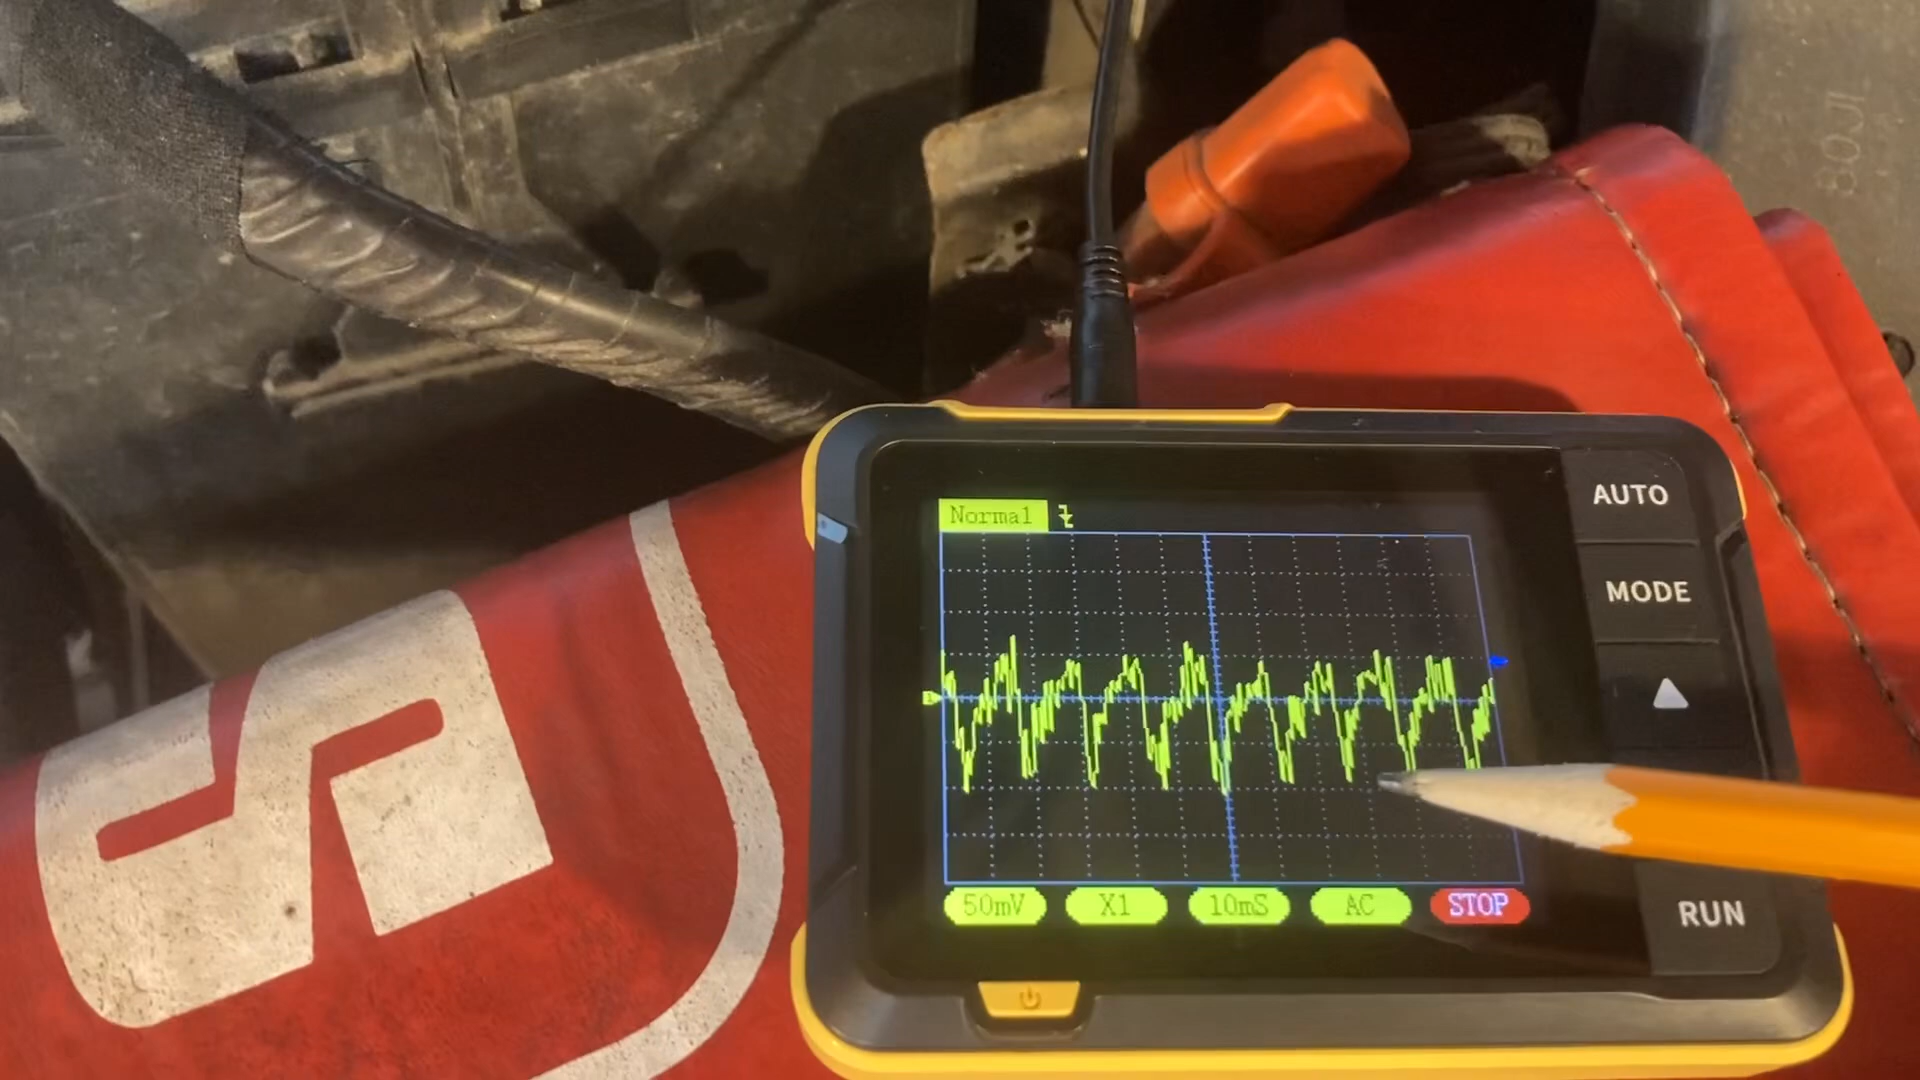 AUTO
Normal
MODE
50mV
X1
10mS
AC
STOP
RUN